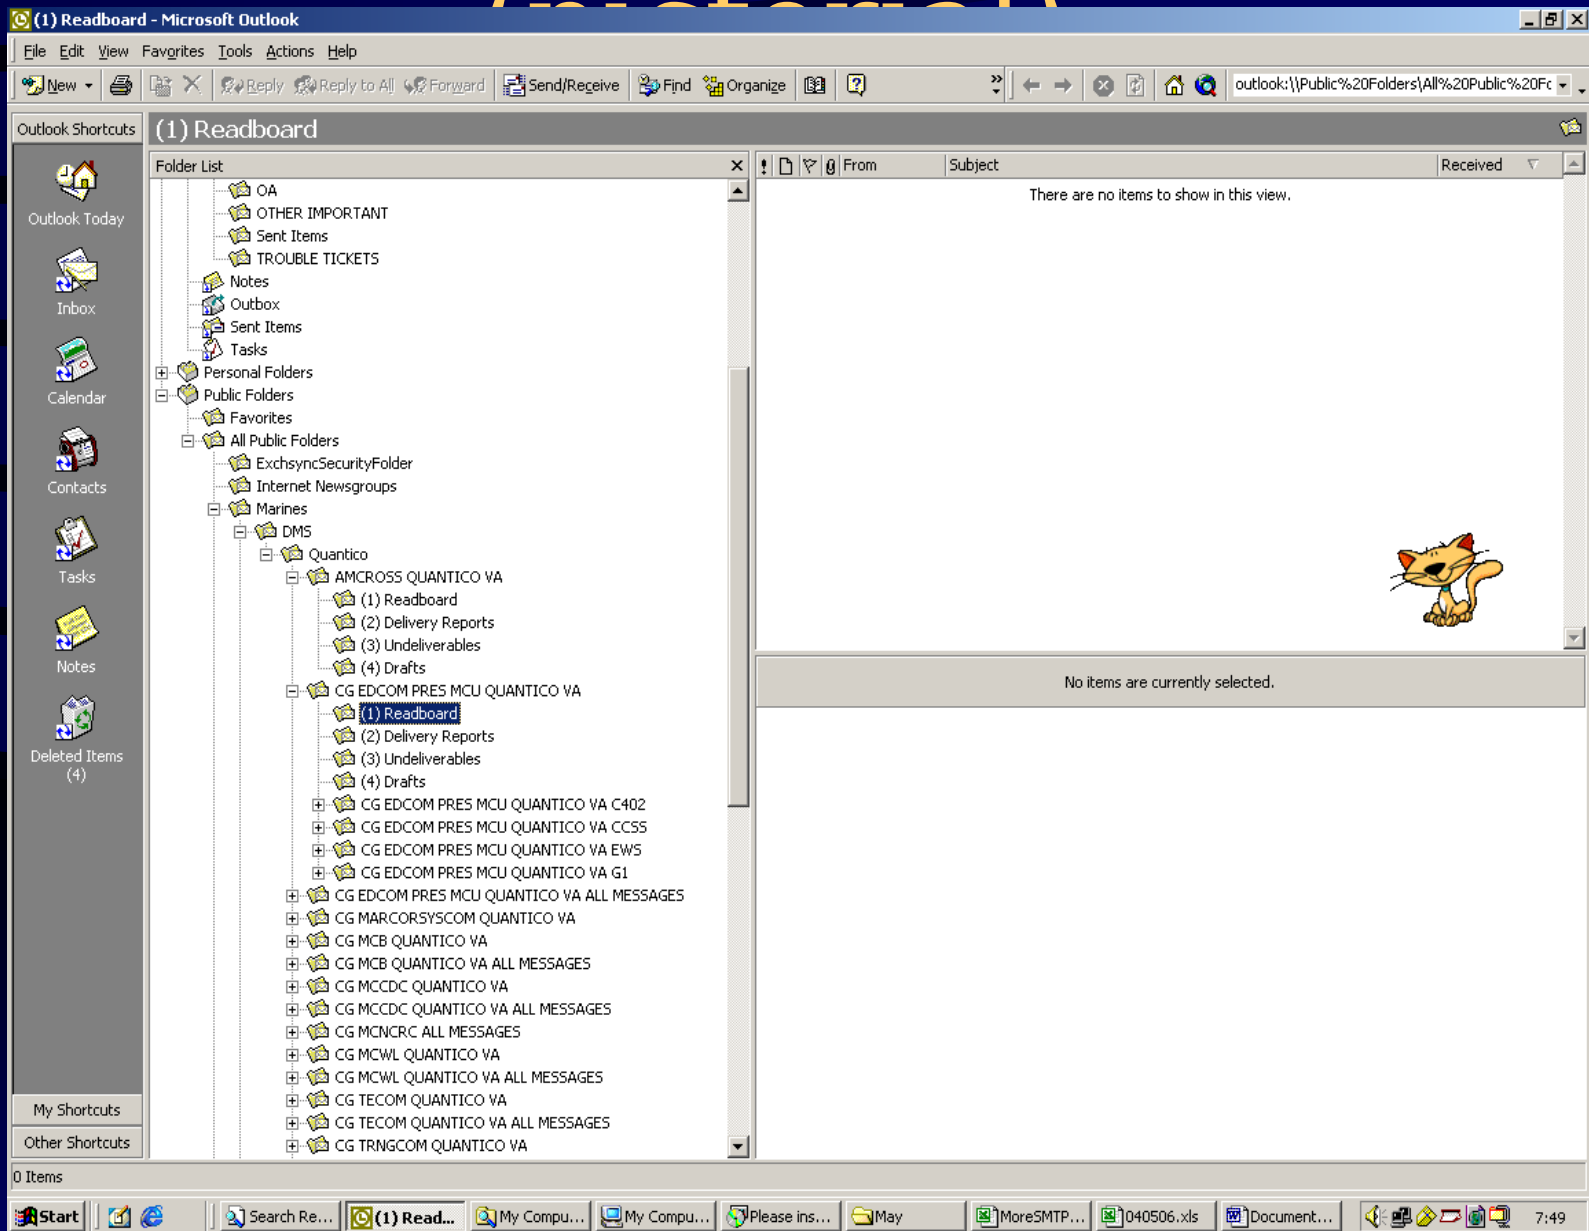 (pictorial)
(1) Readboard - Microsoft Outlook
File Edit View Favorites Tools Actions Help
New Reply Reply to All Forward Send/Receive Find Organize outlook:\\Public%20Folders\All%20Public%20Fc
Outlook Shortcuts
(1) Readboard
Outlook Today
Inbox
Calendar
Contacts
Tasks
Notes
Deleted Items
(4)
My Shortcuts
Other Shortcuts
Folder List
OA
OTHER IMPORTANT
Sent Items
TROUBLE TICKETS
Notes
Outbox
Sent Items
Tasks
Personal Folders
Public Folders
Favorites
All Public Folders
ExchsyncSecurityFolder
Internet Newsgroups
Marines
DMS
Quantico
AMCROSS QUANTICO VA
(1) Readboard
(2) Delivery Reports
(3) Undeliverables
(4) Drafts
CG EDCOM PRES MCU QUANTICO VA
(1) Readboard
(2) Delivery Reports
(3) Undeliverables
(4) Drafts
CG EDCOM PRES MCU QUANTICO VA C402
CG EDCOM PRES MCU QUANTICO VA CCSS
CG EDCOM PRES MCU QUANTICO VA EWS
CG EDCOM PRES MCU QUANTICO VA G1
CG EDCOM PRES MCU QUANTICO VA ALL MESSAGES
CG MARCORSYSCOM QUANTICO VA
CG MCB QUANTICO VA
CG MCB QUANTICO VA ALL MESSAGES
CG MCCDC QUANTICO VA
CG MCCDC QUANTICO VA ALL MESSAGES
CG MCNCRC ALL MESSAGES
CG MCWL QUANTICO VA
CG MCWL QUANTICO VA ALL MESSAGES
CG TECOM QUANTICO VA
CG TECOM QUANTICO VA ALL MESSAGES
CG TRNGCOM QUANTICO VA
From Subject Received
There are no items to show in this view.
No items are currently selected.
0 Items
Start Search Re... (1) Read... My Compu... My Compu... Please ins... May MoreSMTP... 040506.xls Document... 7:49